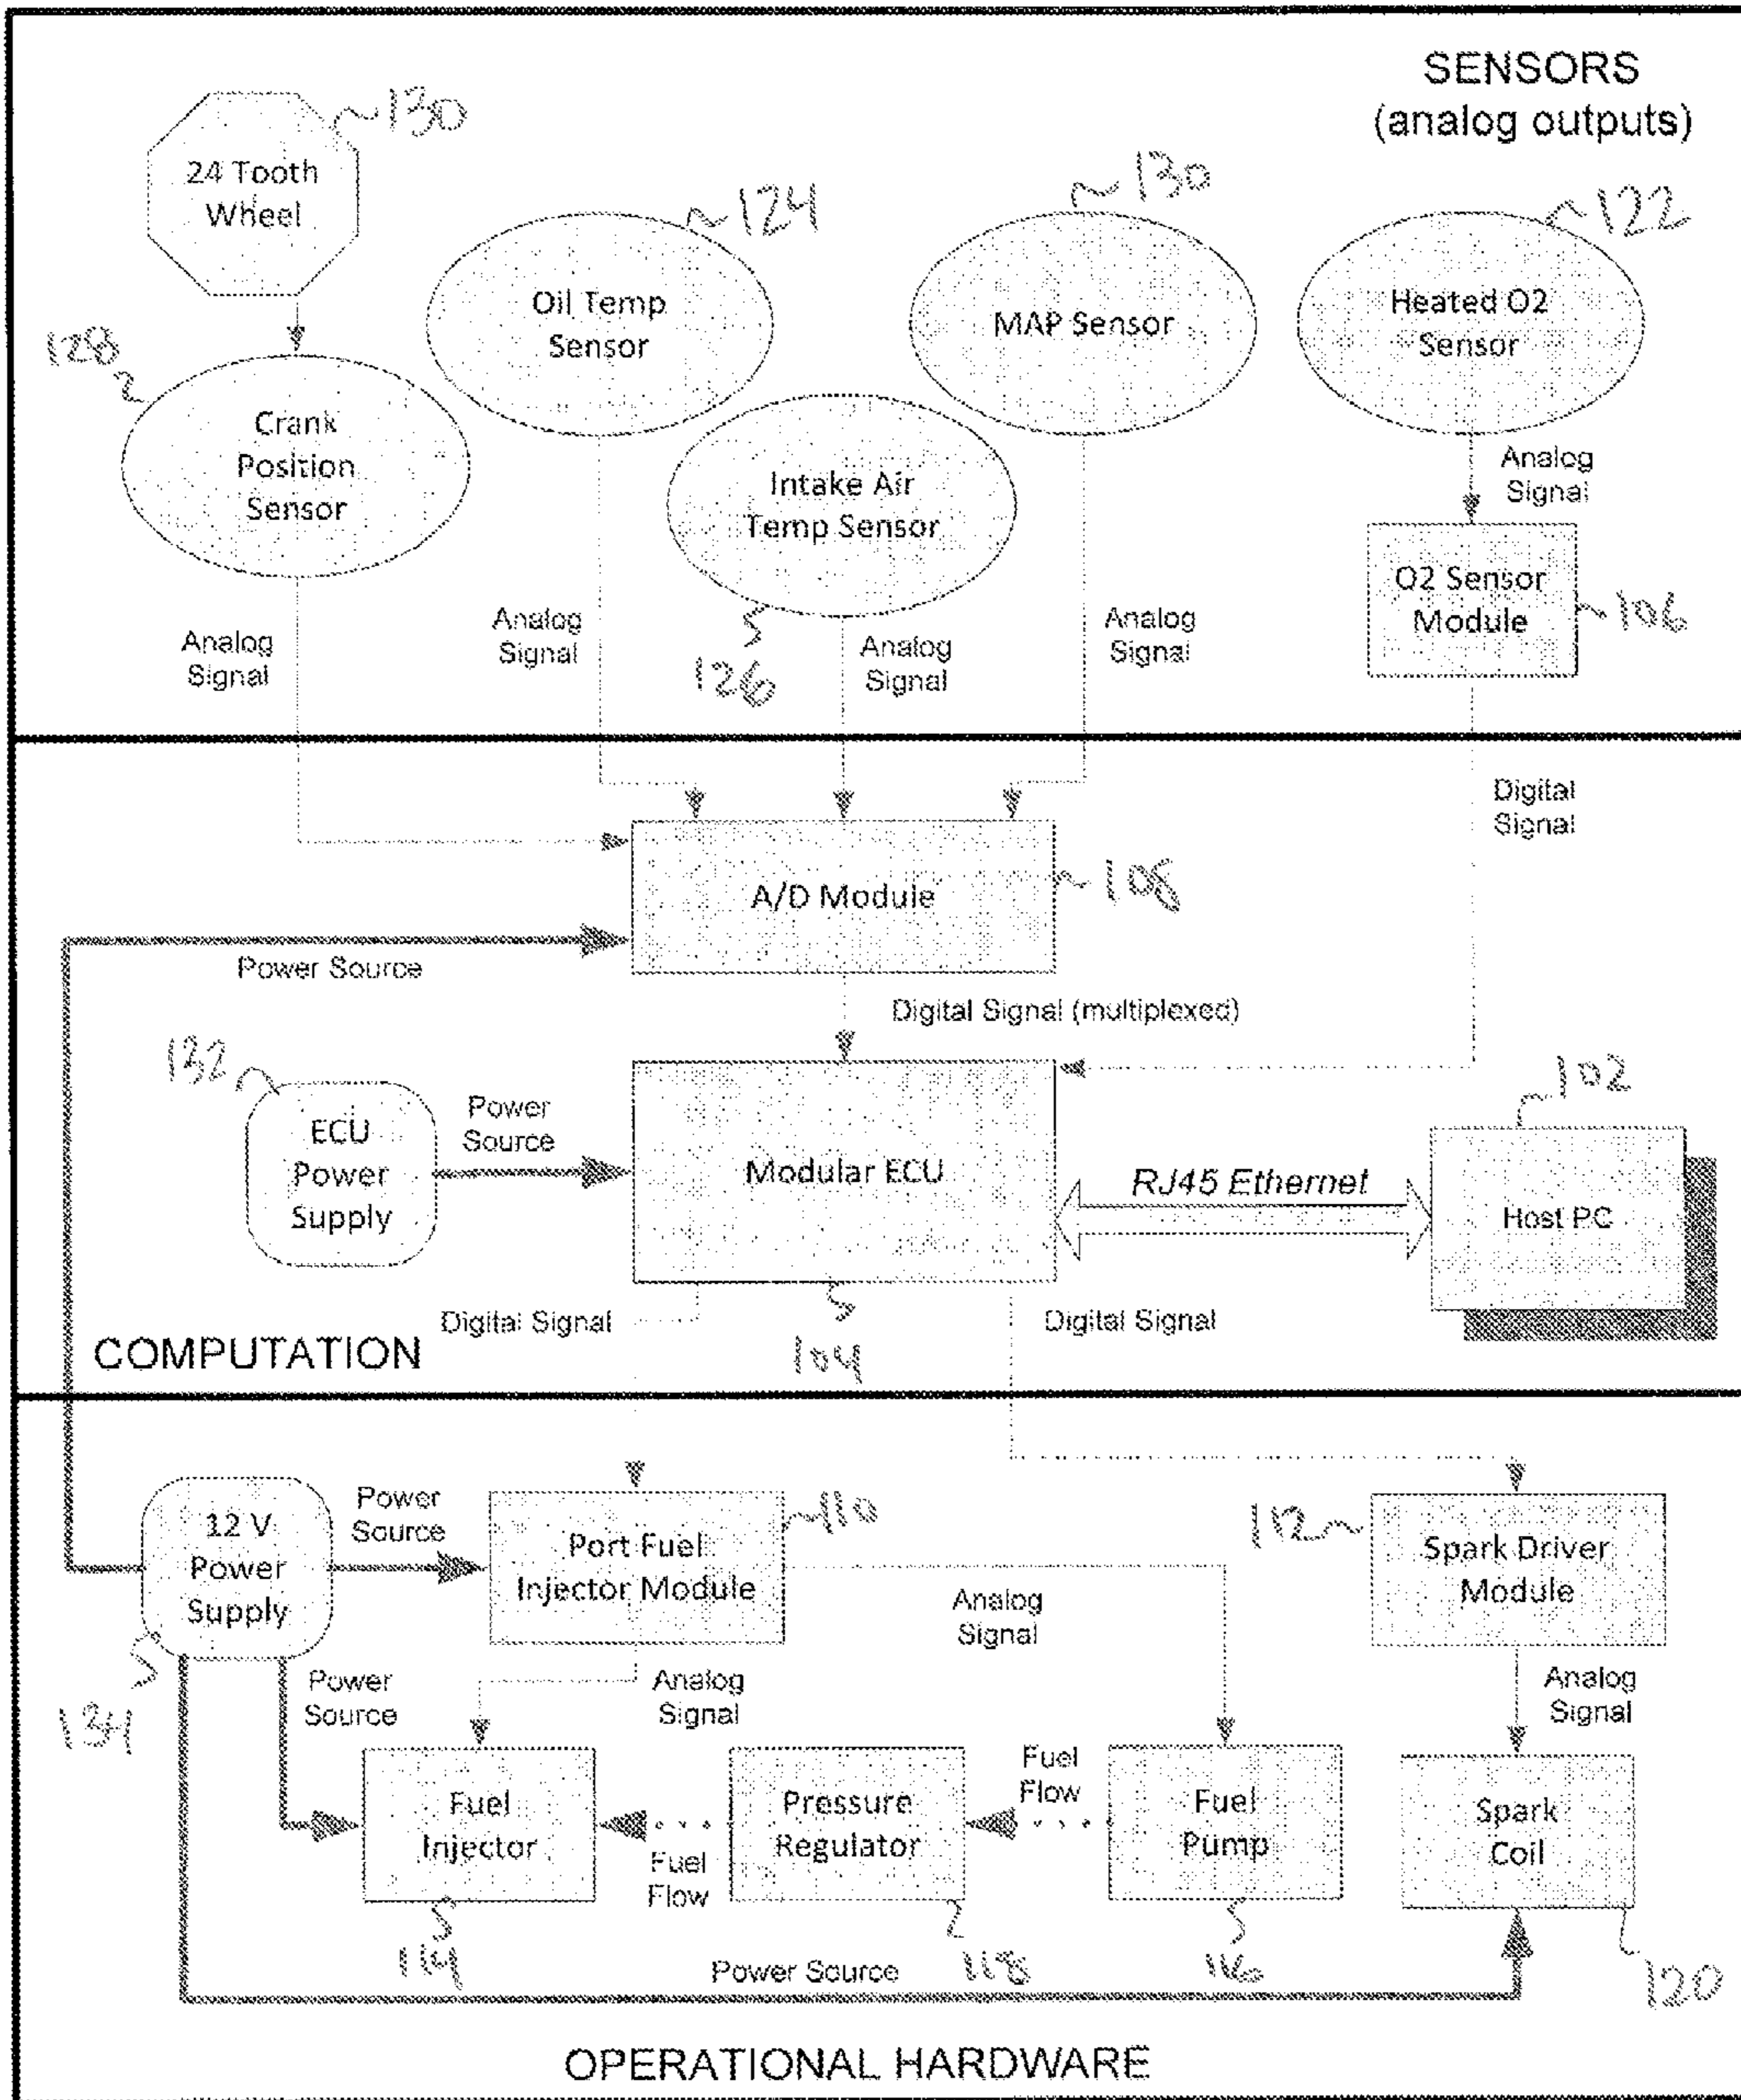 SENSORS
(analog outputs)
130
24 Tooth
Wheel
124
Oil Temp
Sensor
130
MAP Sensor
122
Heated O2
Sensor
128
Crank
Position
Sensor
Intake Air
Temp Sensor
126
Analog
Signal
O2 Sensor
Module
106
Analog
Signal
Analog
Signal
Analog
Signal
Analog
Signal
Digital
Signal
A/D Module
108
Power Source
Digital Signal (multiplexed)
132
ECU
Power
Supply
Power
Source
Modular ECU
104
RJ45 Ethernet
102
Host PC
Digital Signal
Digital Signal
COMPUTATION
12 V
Power
Supply
134
Power
Source
Port Fuel
Injector Module
110
112
Spark Driver
Module
Analog
Signal
Power
Source
Analog
Signal
Analog
Signal
Fuel
Injector
114
Fuel
Flow
Pressure
Regulator
118
Fuel
Flow
Fuel
Pump
116
Spark
Coil
120
Power Source
OPERATIONAL HARDWARE